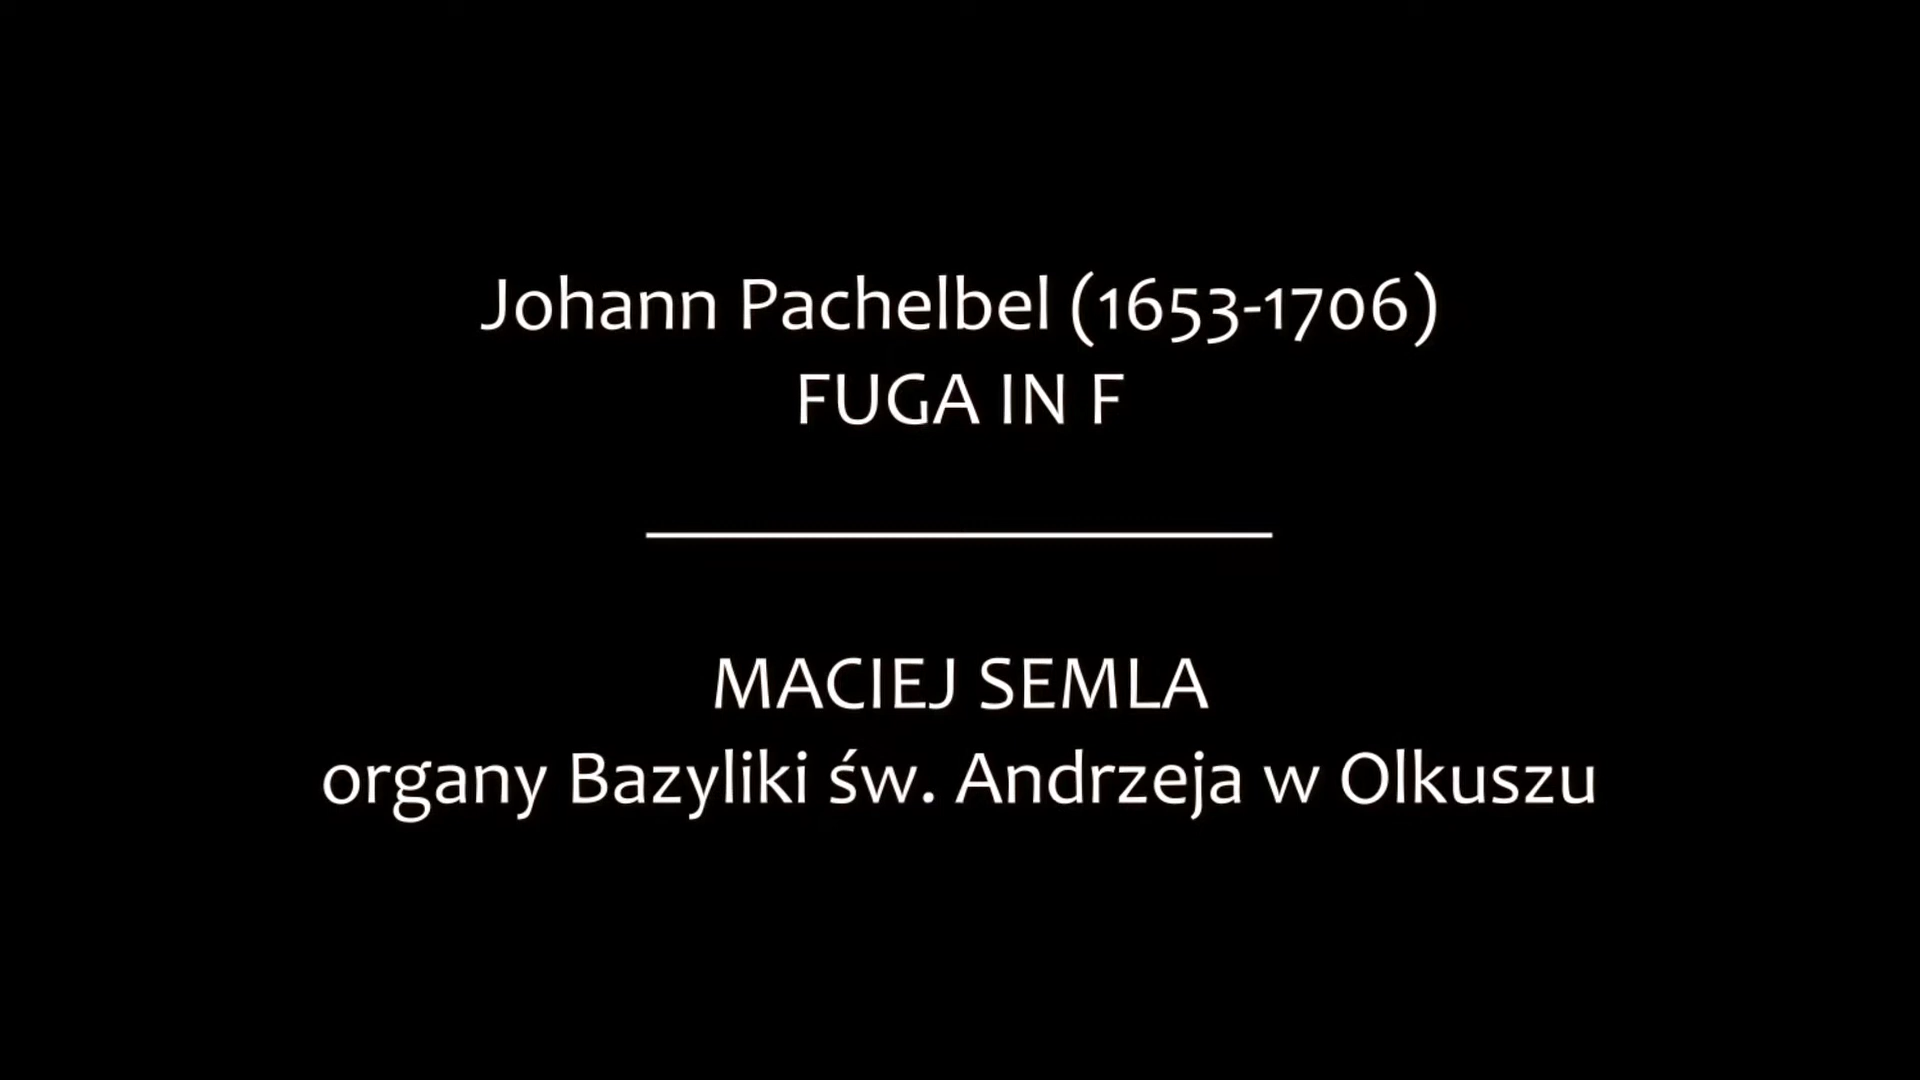 Johann Pachelbel (1653-1706)
FUGA IN F
MACIEJ SEMLA
organy Bazyliki św. Andrzeja w Olkuszu